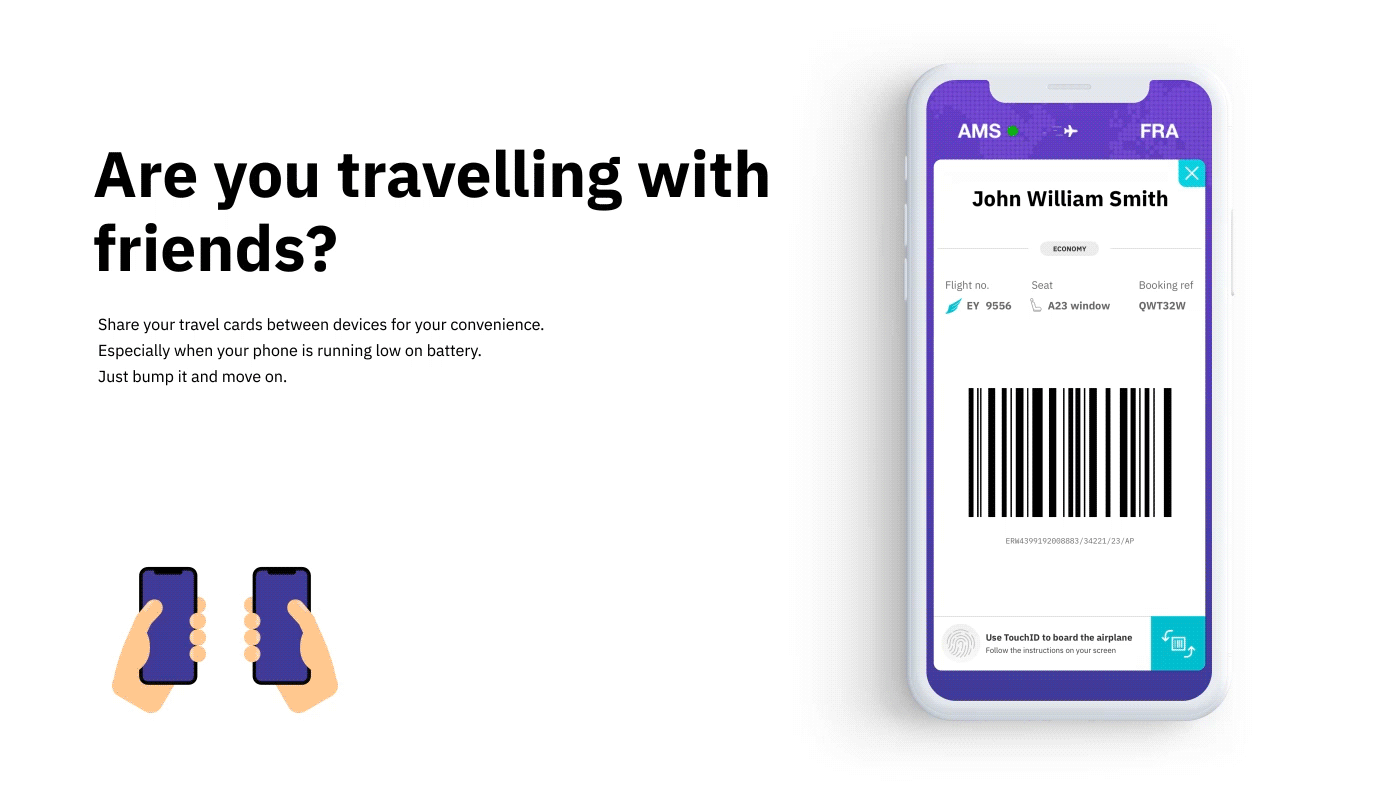 Are you travelling with
friends?
Share your travel cards between devices for your convenience.
Especially when your phone is running low on battery.
Just bump it and move on.
AMS FRA
John William Smith
ECONOMY
Flight no. Seat Booking ref
EY 9556 A23 window QWT32W
ERW4399192008883/34221/23/AP
Use TouchID to board the airplane
Follow the instructions on your screen